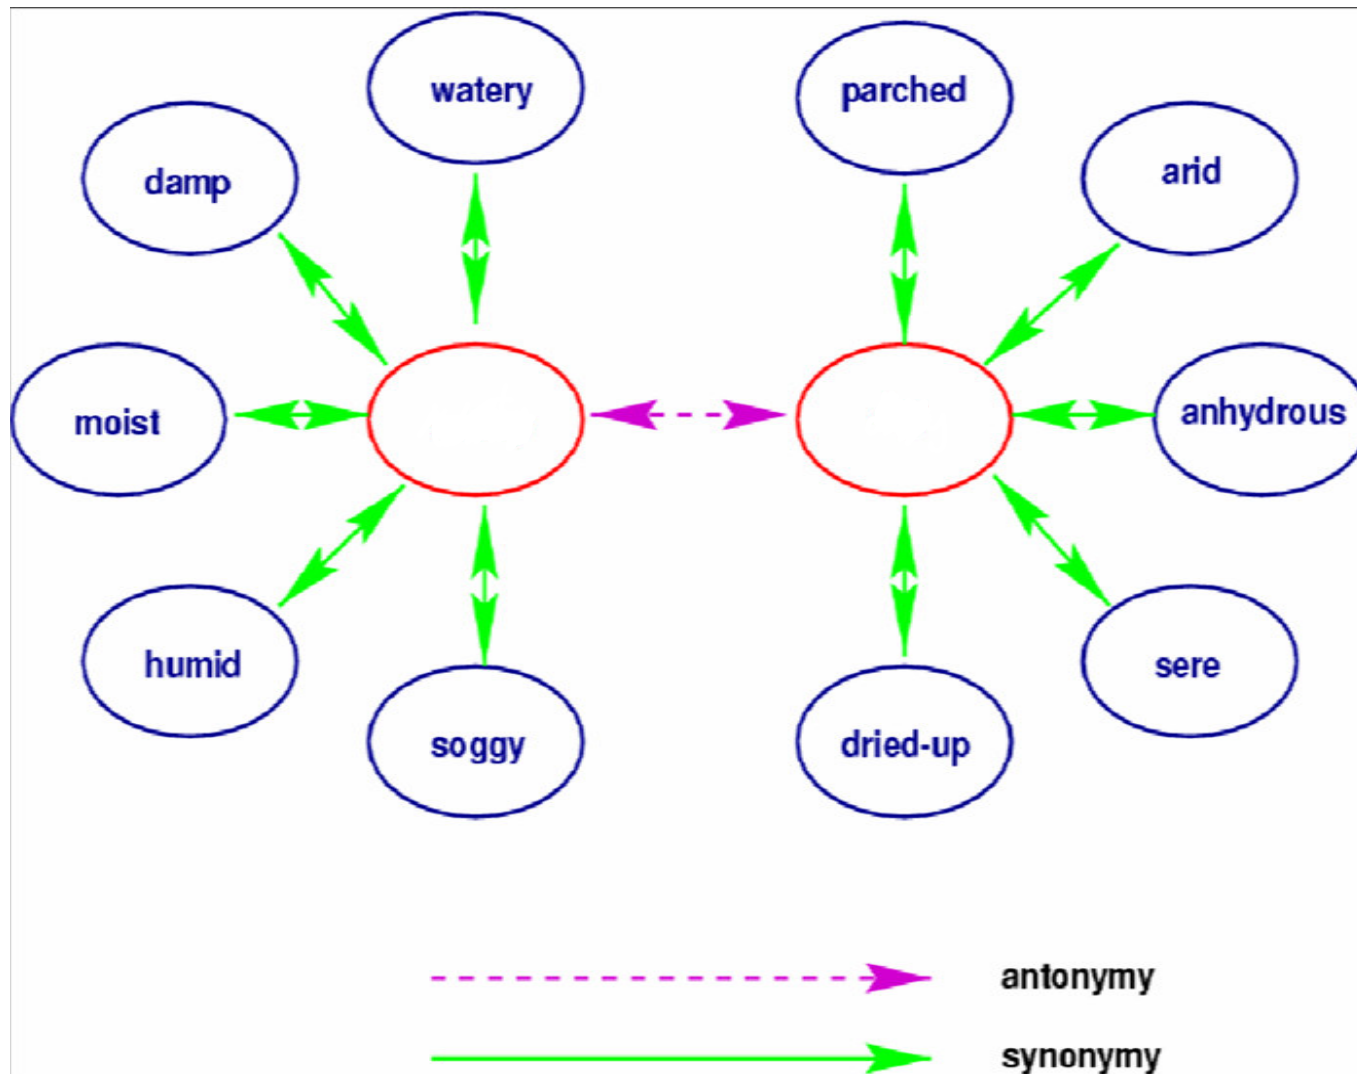 watery
parched
damp
arid
moist
anhydrous
humid
sere
soggy
dried-up
antonymy
synonymy